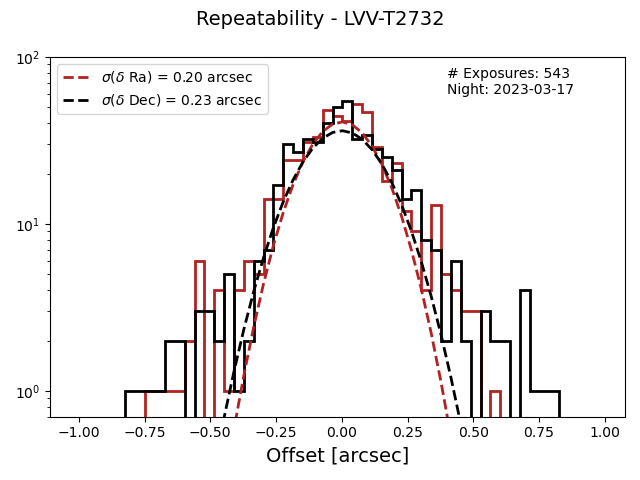 Repeatability - LVV-T2732
σ(δ Ra) = 0.20 arcsec
σ(δ Dec) = 0.23 arcsec
# Exposures: 543
Night: 2023-03-17
10²
10¹
10⁰
−1.00 −0.75 −0.50 −0.25 0.00 0.25 0.50 0.75 1.00
Offset [arcsec]